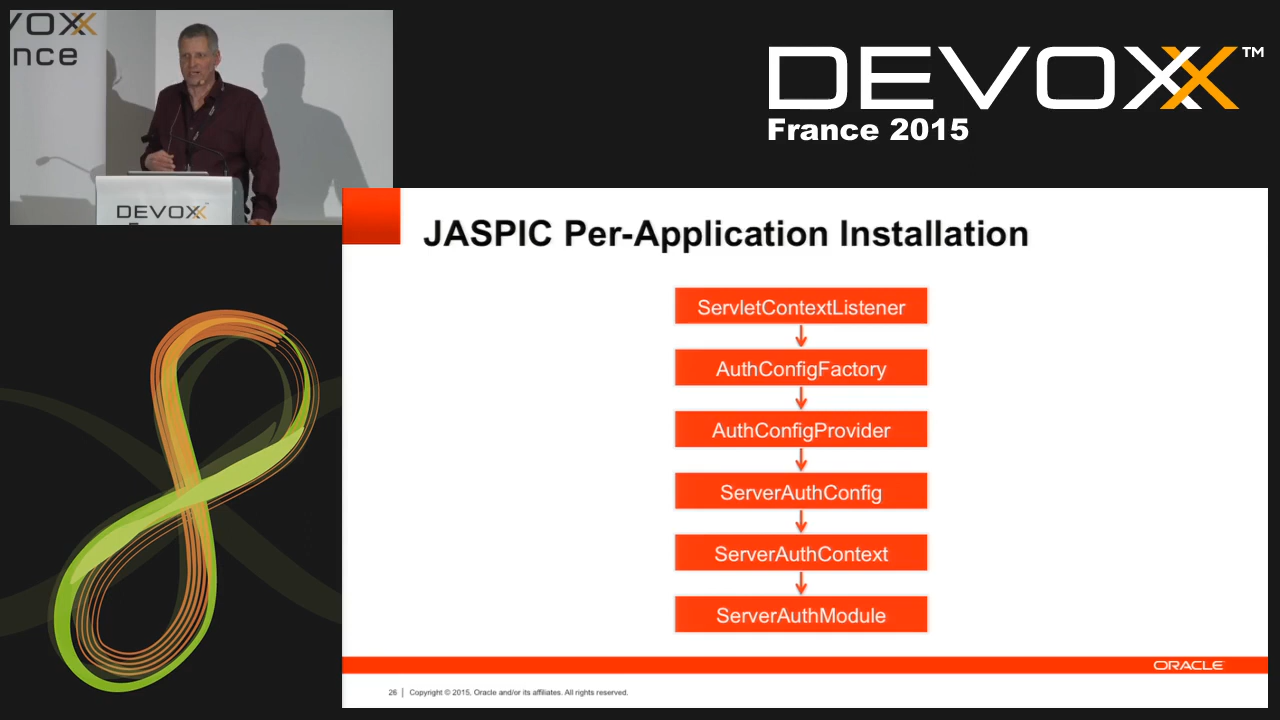 VOXX
nce
DEVOXX
DEVOXX™
France 2015
JASPIC Per-Application Installation
ServletContextListener
AuthConfigFactory
AuthConfigProvider
ServerAuthConfig
ServerAuthContext
ServerAuthModule
ORACLE
26 | Copyright © 2015, Oracle and/or its affiliates. All rights reserved.